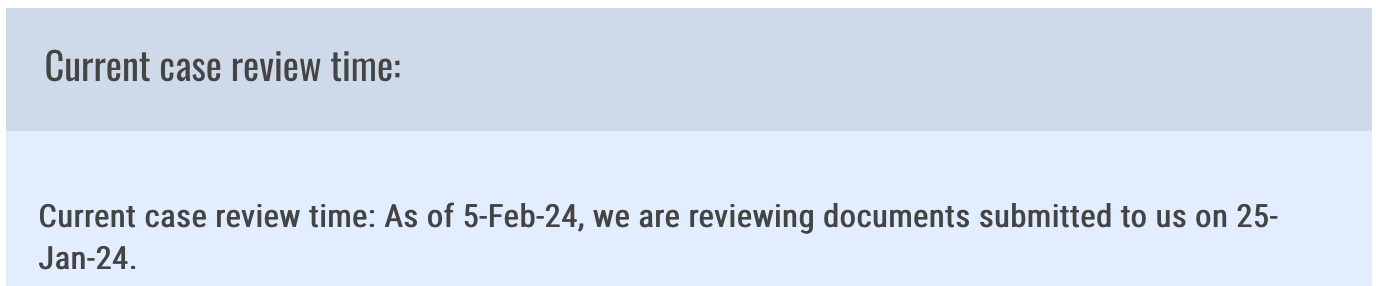 Current case review time:
Current case review time: As of 5-Feb-24, we are reviewing documents submitted to us on 25-
Jan-24.